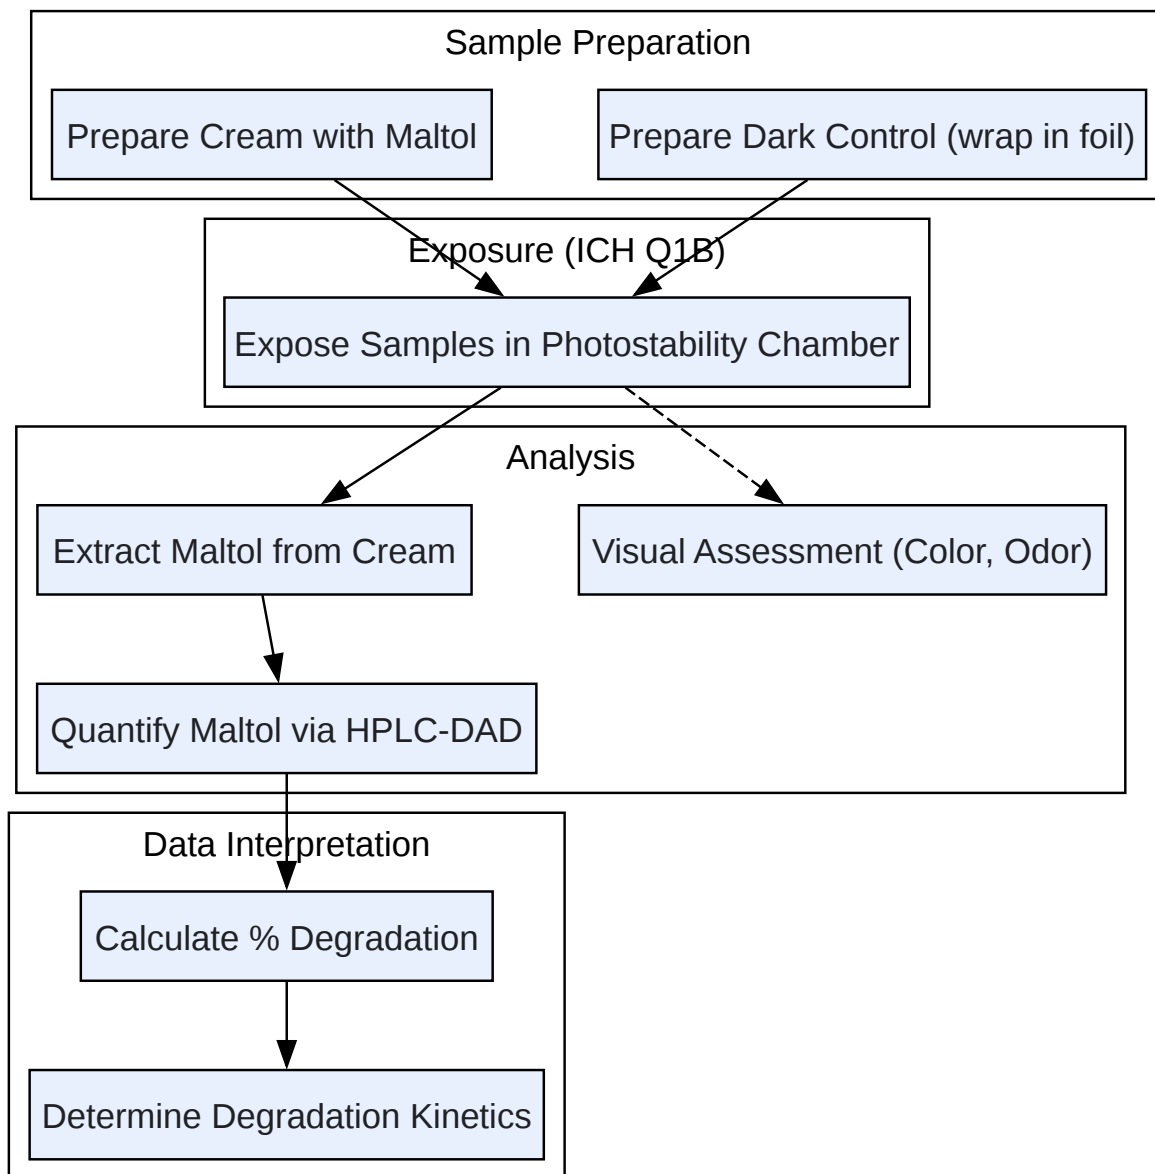 Sample Preparation
Prepare Cream with Maltol
Prepare Dark Control (wrap in foil)
Exposure (ICH Q1B)
Expose Samples in Photostability Chamber
Analysis
Extract Maltol from Cream
Visual Assessment (Color, Odor)
Quantify Maltol via HPLC-DAD
Data Interpretation
Calculate % Degradation
Determine Degradation Kinetics